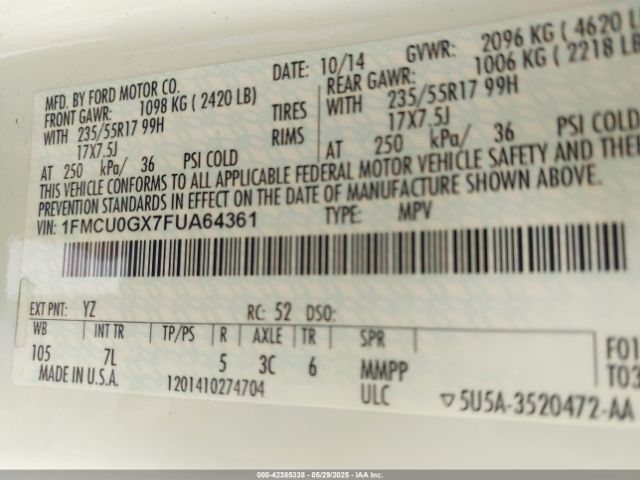 MFD. BY FORD MOTOR CO.
DATE: 10/14 GVWR: 2096 KG ( 4620 L
FRONT GAWR: 1098 KG ( 2420 LB)
REAR GAWR: 1006 KG ( 2218 LB
WITH 235/55R17 99H TIRES WITH 235/55R17 99H
17X7.5J RIMS 17X7.5J
AT 250 kPa/ 36 PSI COLD AT 250 kPa/ 36 PSI COLD
THIS VEHICLE CONFORMS TO ALL APPLICABLE FEDERAL MOTOR VEHICLE SAFETY AND THEF
PREVENTION STANDARDS IN EFFECT ON THE DATE OF MANUFACTURE SHOWN ABOVE.
VIN: 1FMCU0GX7FUA64361 TYPE: MPV
EXT PNT: YZ RC: 52 DSO:
WB INT TR TP/PS R AXLE TR SPR
105 7L 5 3C 6 MMPP F01
MADE IN U.S.A. 1201410274704 ULC T03
▽5U5A-3520472-AA
000-42385338 - 05/29/2025 - IAA Inc.